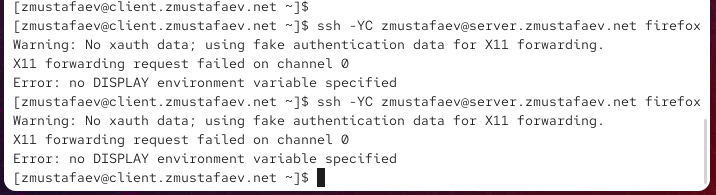 [zmustafaev@client.zmustafaev.net ~]$
[zmustafaev@client.zmustafaev.net ~]$ ssh -YC zmustafaev@server.zmustafaev.net firefox
Warning: No xauth data; using fake authentication data for X11 forwarding.
X11 forwarding request failed on channel 0
Error: no DISPLAY environment variable specified
[zmustafaev@client.zmustafaev.net ~]$ ssh -YC zmustafaev@server.zmustafaev.net firefox
Warning: No xauth data; using fake authentication data for X11 forwarding.
X11 forwarding request failed on channel 0
Error: no DISPLAY environment variable specified
[zmustafaev@client.zmustafaev.net ~]$